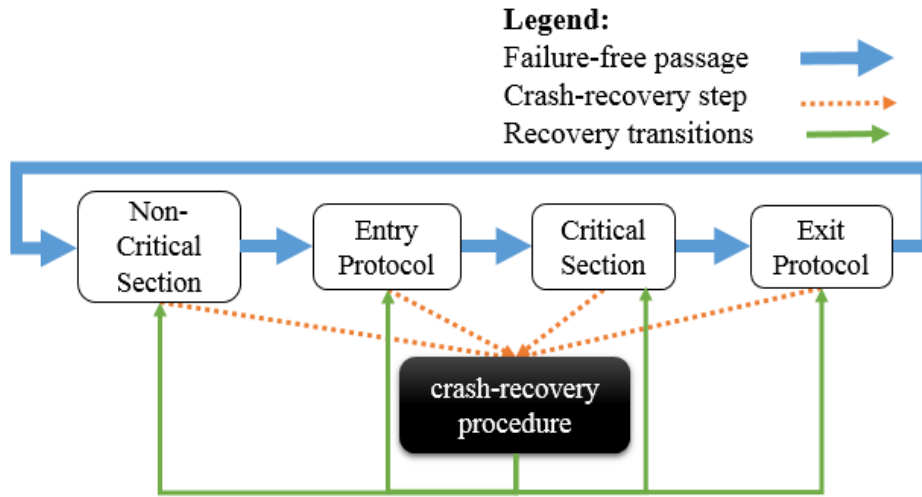 Legend:
Failure-free passage
Crash-recovery step
Recovery transitions
Non-
Critical
Section
Entry
Protocol
Critical
Section
Exit
Protocol
crash-recovery
procedure